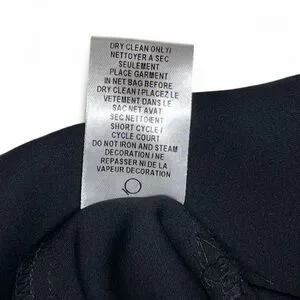 DRY CLEAN ONLY/
NETTOYER A SEC
SEULEMENT
PLACE GARMENT
IN NET BAG BEFORE
DRY CLEAN / PLACEZ LE
VETEMENT DANS LE
SAC NET AVAT
SEC NETTOIENT
SHORT CYCLE /
CYCLE COURT
DO NOT IRON AND STEAM
DECORATION / NE
REPASSER NI DE LA
VAPEUR DECORATION